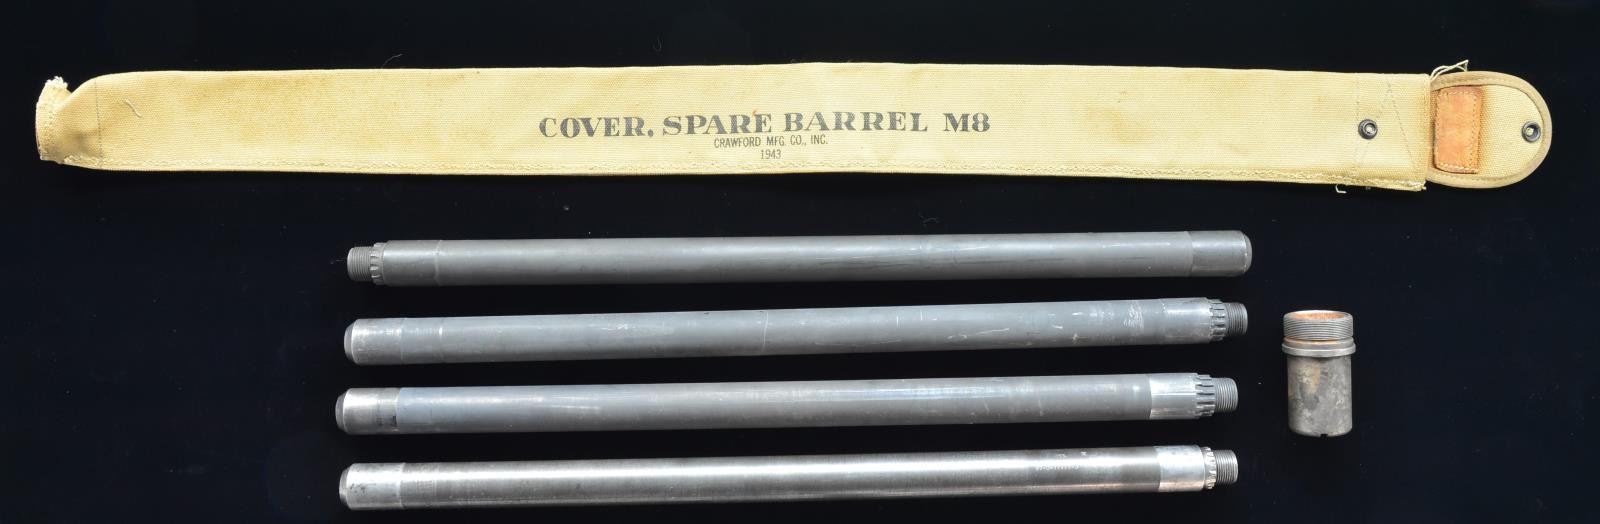 COVER, SPARE BARREL M8
CRAWFORD MFG. CO., INC.
1943